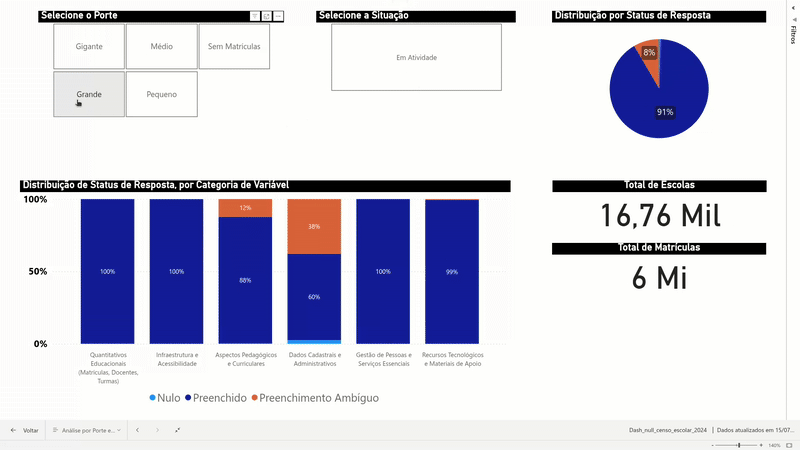 Selecione o Porte
Gigante
Médio
Sem Matriculas
Grande
Pequeno
Selecione a Situação
Em Atividade
Distribuição por Status de Resposta
8%
91%
Filtros
Distribuição de Status de Resposta, por Categoria de Variável
100%
50%
0%
100%
100%
12%
88%
38%
60%
100%
99%
Quantitativos
Educacionais
(Matriculas, Docentes,
Turmas)
Infraestrutura e
Acessibilidade
Aspectos Pedagógicos
e Curriculares
Dados Cadastrais e
Administrativos
Gestão de Pessoas e
Serviços Essenciais
Recursos Tecnológicos
e Materiais de Apoio
Nulo
Preenchido
Preenchimento Ambíguo
Total de Escolas
16,76 Mil
Total de Matrículas
6 Mi
Voltar
Análise por Porte e...
Dash_null_censo_escolar_2024 | Dados atualizados em 15/07...
- + 140%